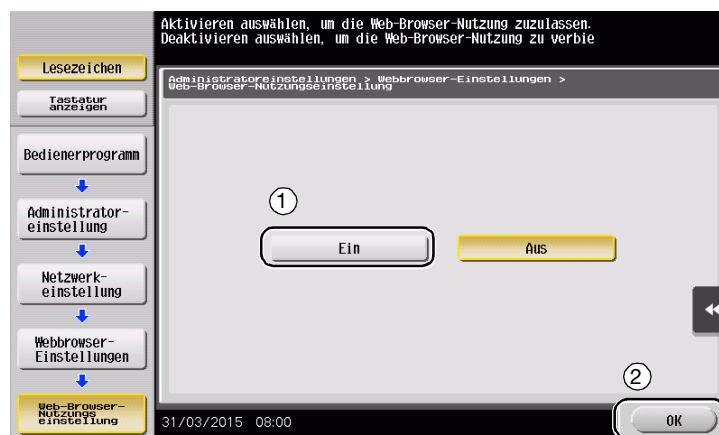 Aktivieren auswählen, um die Web-Browser-Nutzung zuzulassen.
Deaktivieren auswählen, um die Web-Browser-Nutzung zu verbie
Lesezeichen
Tastatur
anzeigen
Bedienerprogramm
Administrator-
einstellung
Netzwerk-
einstellung
Webbrowser-
Einstellungen
Web-Browser-
Nutzungs
einstellung
Administratoreinstellungen > Webbrowser-Einstellungen >
Web-Browser-Nutzungseinstellung
1
Ein
Aus
2
31/03/2015 08:00
OK